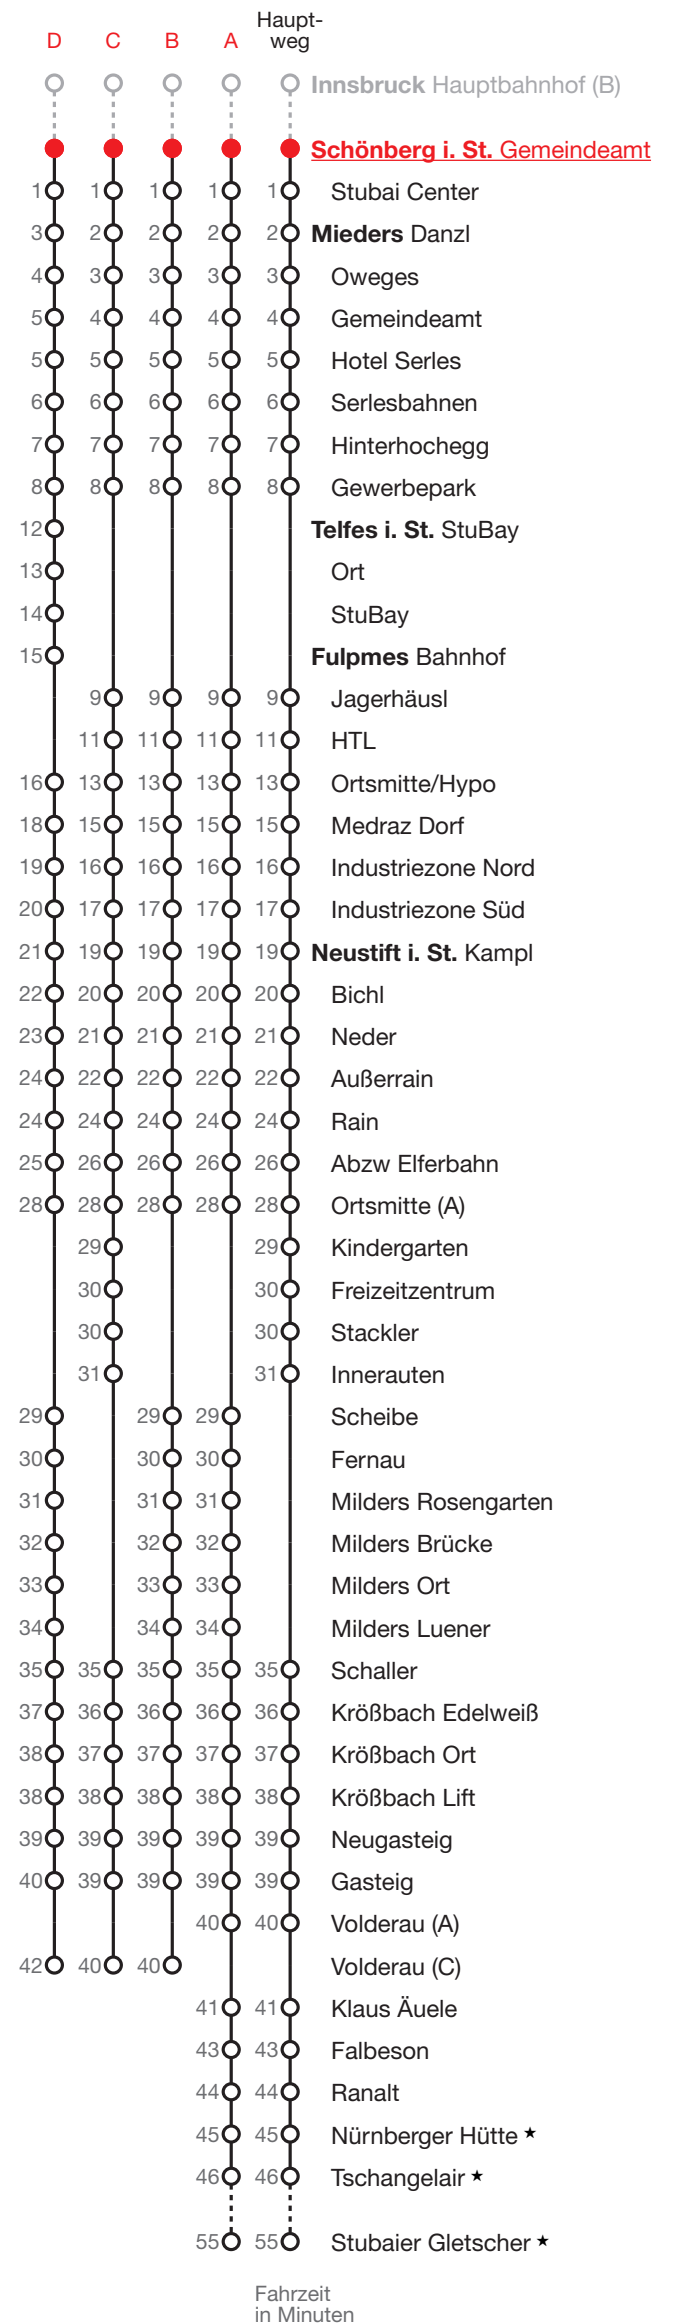 Haupt-
D C B A weg
Innsbruck Hauptbahnhof (B)
Schönberg i. St. Gemeindeamt
1 1 1 1 1 Stubai Center
3 2 2 2 2 Mieders Danzl
4 3 3 3 3 Oweges
5 4 4 4 4 Gemeindeamt
5 5 5 5 5 Hotel Serles
6 6 6 6 6 Serlesbahnen
7 7 7 7 7 Hinterhochegg
8 8 8 8 8 Gewerbepark
12 Telfes i. St. StuBay
13 Ort
14 StuBay
15 Fulpmes Bahnhof
9 9 9 9 Jagerhäusl
11 11 11 11 HTL
16 13 13 13 13 Ortsmitte/Hypo
18 15 15 15 15 Medraz Dorf
19 16 16 16 16 Industriezone Nord
20 17 17 17 17 Industriezone Süd
21 19 19 19 19 Neustift i. St. Kampl
22 20 20 20 20 Bichl
23 21 21 21 21 Neder
24 22 22 22 22 Außerrain
24 24 24 24 24 Rain
25 26 26 26 26 Abzw Elferbahn
28 28 28 28 28 Ortsmitte (A)
29 29 Kindergarten
30 30 Freizeitzentrum
30 30 Stackler
31 31 Innerauten
29 29 29 Scheibe
30 30 30 Fernau
31 31 31 Milders Rosengarten
32 32 32 Milders Brücke
33 33 33 Milders Ort
34 34 34 Milders Luener
35 35 35 35 35 Schaller
37 36 36 36 36 Krößbach Edelweiß
38 37 37 37 37 Krößbach Ort
38 38 38 38 38 Krößbach Lift
39 39 39 39 39 Neugasteig
40 39 39 39 39 Gasteig
40 40 Volderau (A)
42 40 40 Volderau (C)
41 41 Klaus Äuele
43 43 Falbeson
44 44 Ranalt
45 45 Nürnberger Hütte ★
46 46 Tschangelair ★
55 55 Stubaier Gletscher ★
Fahrzeit
in Minuten